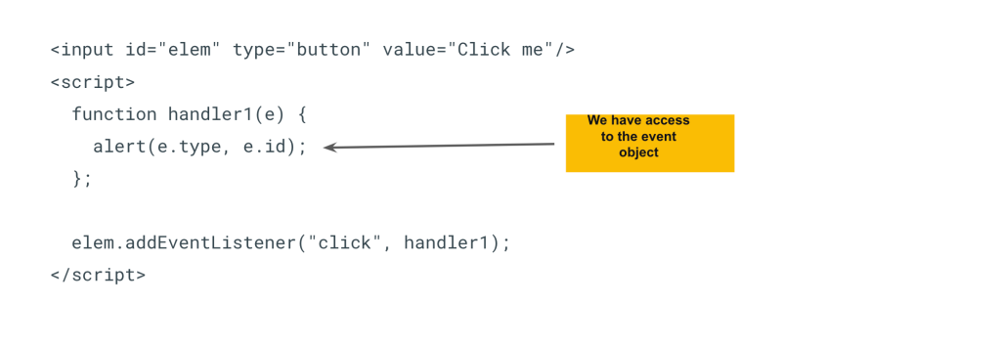 <input id="elem" type="button" value="Click me"/>
<script>
function handler1(e) {
alert(e.type, e.id);
};
We have access
to the event
object
elem.addEventListener("click", handler1);
</script>